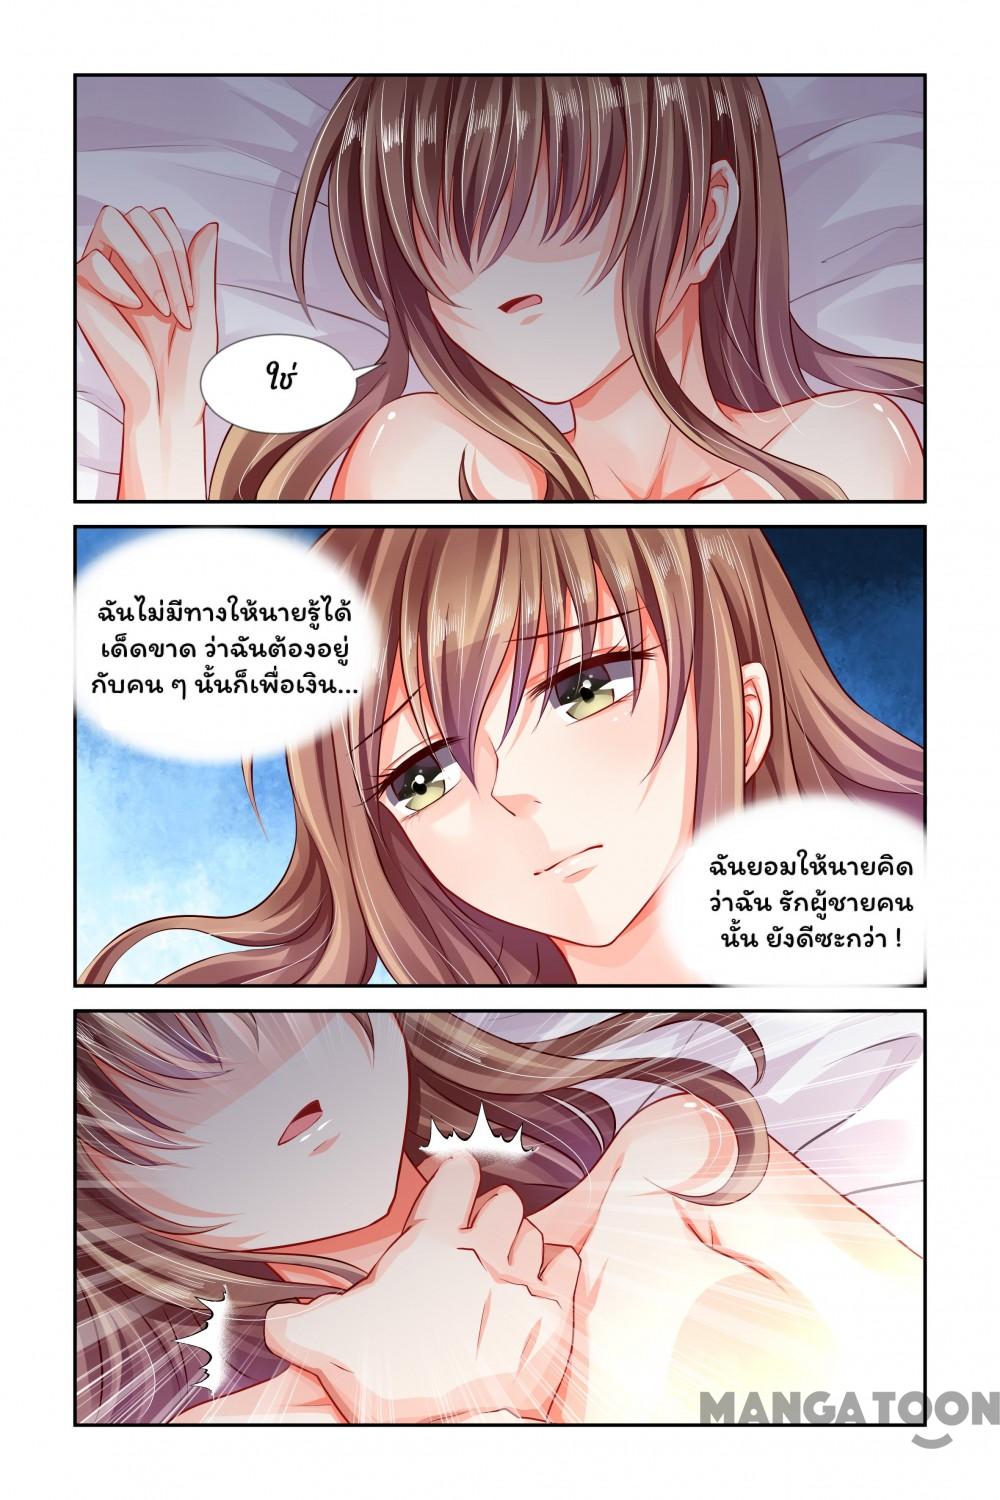 ใช่
ฉันไม่มีทางให้นายรู้ได้
เด็ดขาด ว่าฉันต้องอยู่
กับคน ๆ นั้นก็เพื่อเงิน...
ฉันยอมให้นายคิด
ว่าฉัน รักผู้ชายคน
นั้น ยังดีซะกว่า !
MANGATOON